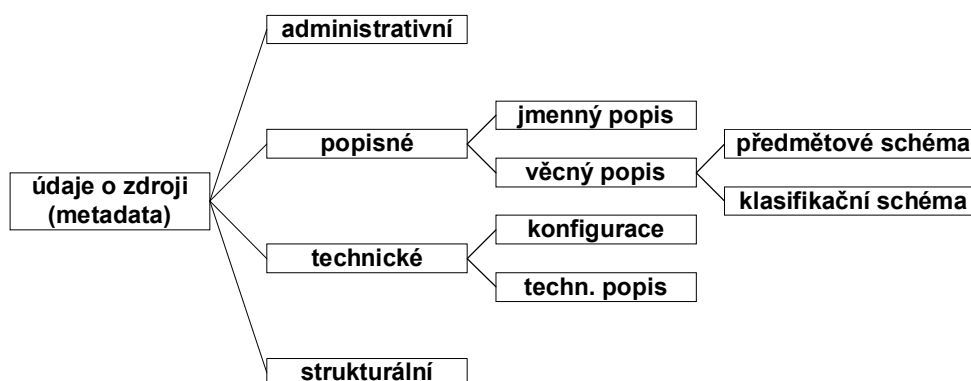 administrativní
popisné
jmenný popis
věcný popis
předmětové schéma
klasifikační schéma
údaje o zdroji
(metadata)
technické
konfigurace
techn. popis
strukturální